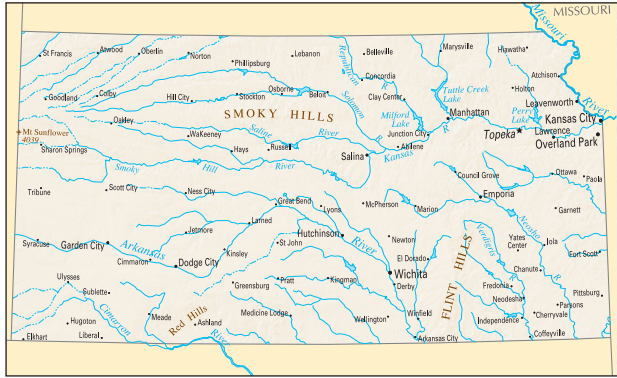 MISSOURI
Missouri
St Francis
Atwood
Oberlin
Norton
Phillipsburg
Lebanon
Belleville
Marysville
Hiawatha
Republican
R
Concordia
Atchison
Goodland
Colby
Hill City
Stockton
Osborne
Beloit
Clay Center
Tuttle Creek
Lake
Holton
Leavenworth
River
SMOKY HILLS
Solomon
R.
Milford
Lake
Manhattan
Perry
Lake
Kansas City
Oakley
WaKeeney
Saline
River
Junction City
R
Topeka
Lawrence
Overland Park
Mt Sunflower
4039
Sharon Springs
Hays
Russell
Salina
Abilene
Kansas
Smoky
Hill
River
Council Grove
Ottawa
Paola
Tribune
Scott City
Ness City
Great Bend
Lyons
McPherson
Marion
Emporia
Neosho
R.
Garnett
Syracuse
Garden City
Arkansas
Jetmore
Larned
Hutchinson
River
St John
Newton
FLINT HILLS
Verdigris
R
Yates
Center
Iola
Fort Scott
Cimmaron
Dodge City
Kinsley
El Dorado
Chanute
Ulysses
Sublette
Greensburg
Pratt
Kingman
Wichita
Derby
Fredonia
Neodesha
Pittsburg
Parsons
Cimarron
Meade
Red Hills
Ashland
Medicine Lodge
Wellington
Winfield
Independence
Cherryvale
Hugoton
Elkhart
Liberal
River
Arkansas City
Coffeyville